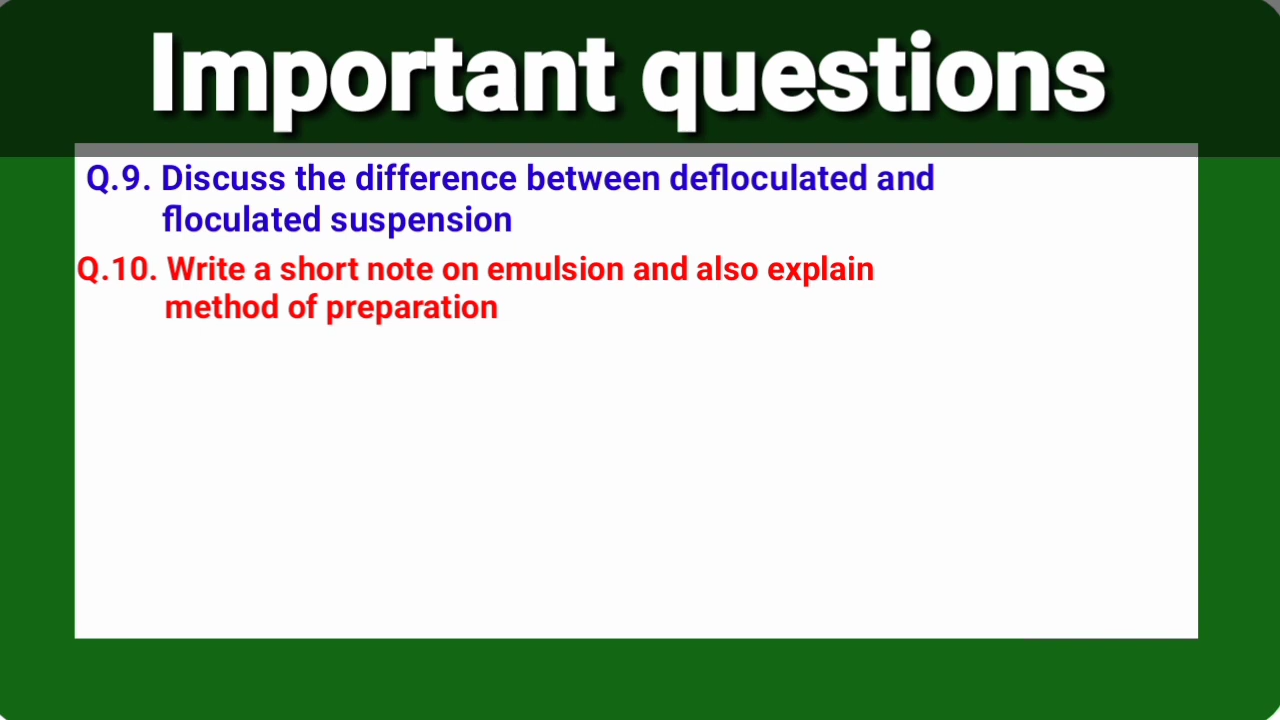 Important questions
Q.9. Discuss the difference between defloculated and
floculated suspension
Q.10. Write a short note on emulsion and also explain
method of preparation